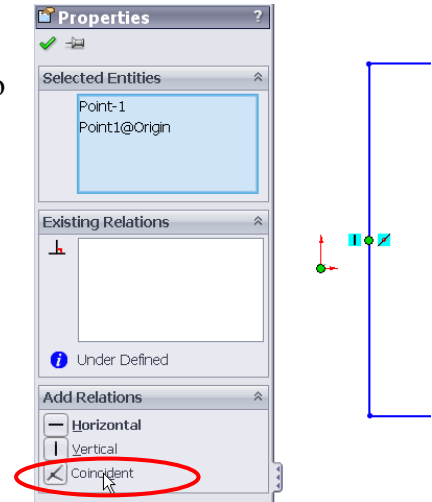 Properties ?
o
Selected Entities
Point-1
Point1@Origin
Existing Relations
Under Defined
Add Relations
Horizontal
Vertical
Coincident